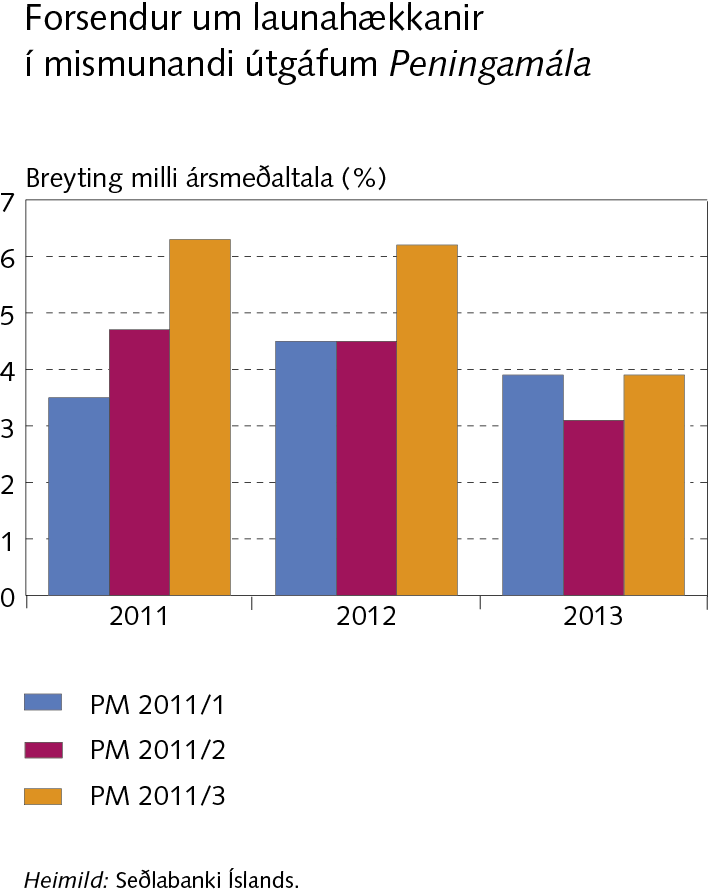 Forsendur um launahækkanir
í mismunandi útgáfum Peningamála
Breyting milli ársmeðaltala (%)
7
6
5
4
3
2
1
0
2011
2012
2013
PM 2011/1
PM 2011/2
PM 2011/3
Heimild: Seðlabanki Íslands.